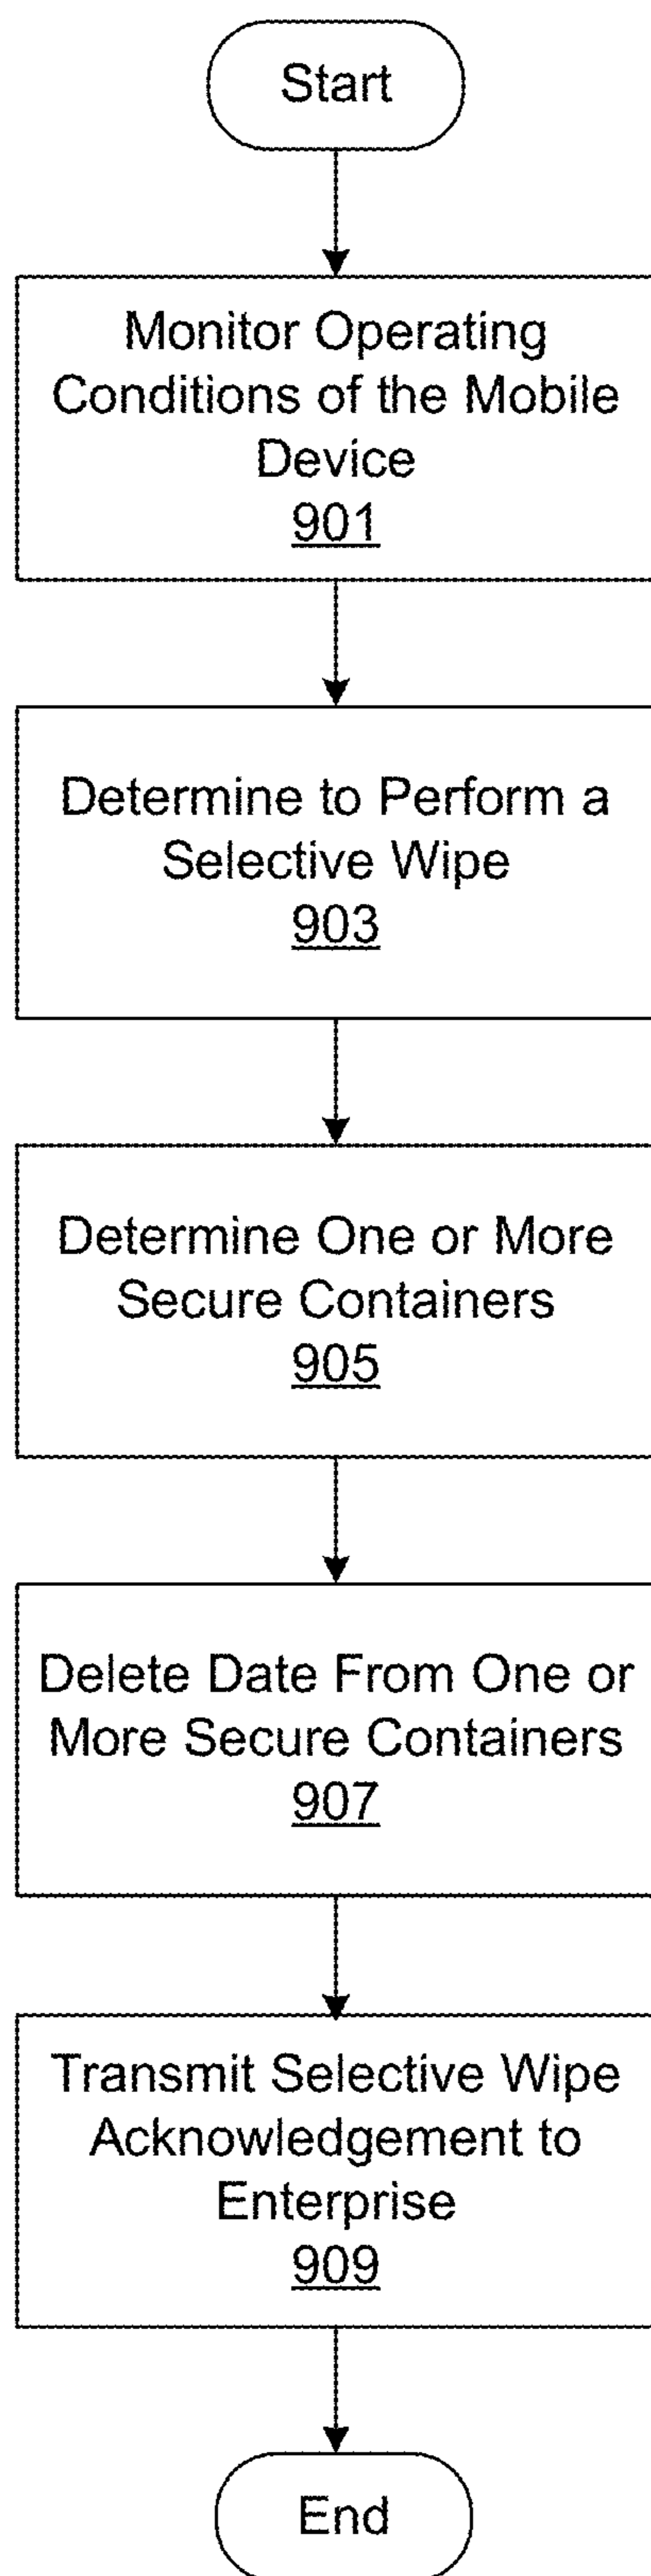 Start
Monitor Operating
Conditions of the Mobile
Device
901
Determine to Perform a
Selective Wipe
903
Determine One or More
Secure Containers
905
Delete Date From One or
More Secure Containers
907
Transmit Selective Wipe
Acknowledgement to
Enterprise
909
End